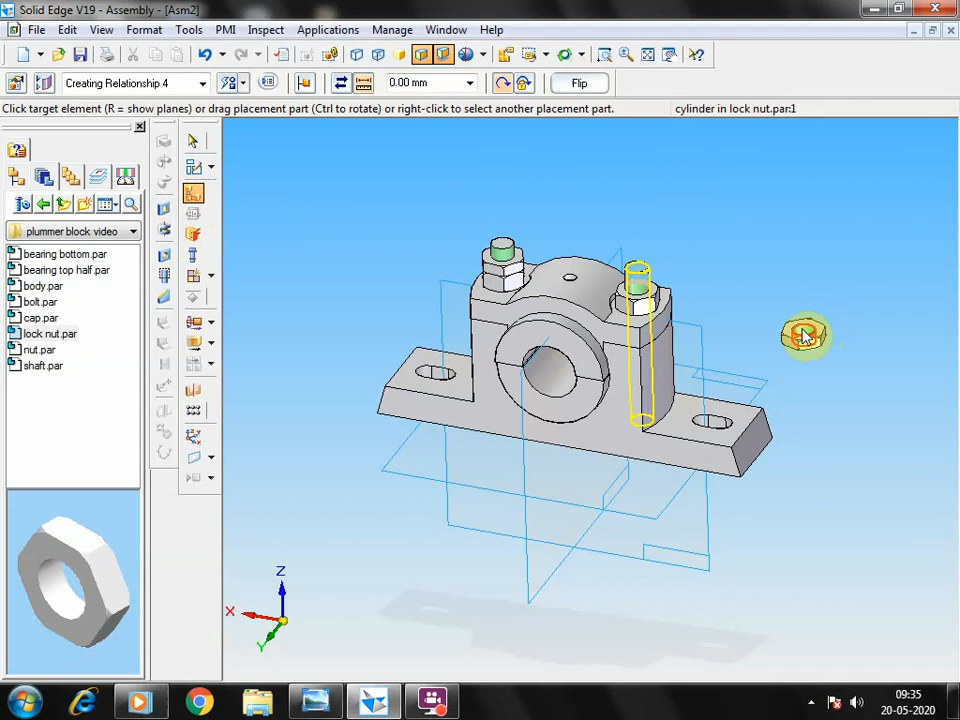 Solid Edge V19 - Assembly - [Asm2]
File Edit View Format Tools PMI Inspect Applications Manage Window Help
Creating Relationship 4 0.00 mm Flip
Click target element (R = show planes) or drag placement part (Ctrl to rotate) or right-click to select another placement part. cylinder in lock nut.par:1
plummer block video
bearing bottom.par
bearing top half.par
body.par
bolt.par
cap.par
lock nut.par
nut.par
shaft.par
Z
X
Y
09:35
20-05-2020